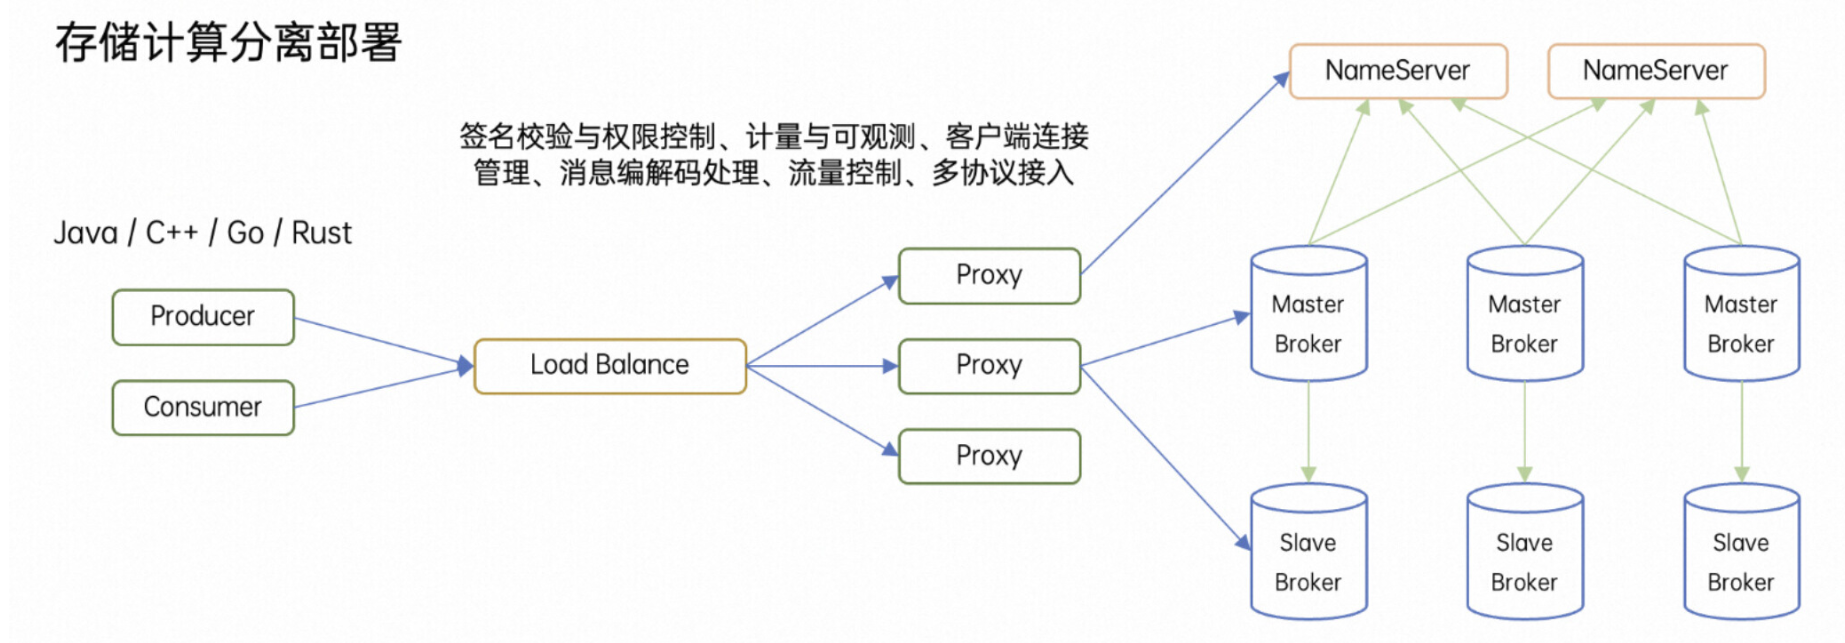 存储计算分离部署
NameServer
NameServer
签名校验与权限控制、计量与可观测、客户端连接
管理、消息编解码处理、流量控制、多协议接入
Java / C++ / Go / Rust
Producer
Consumer
Load Balance
Proxy
Proxy
Proxy
Master
Broker
Master
Broker
Master
Broker
Slave
Broker
Slave
Broker
Slave
Broker